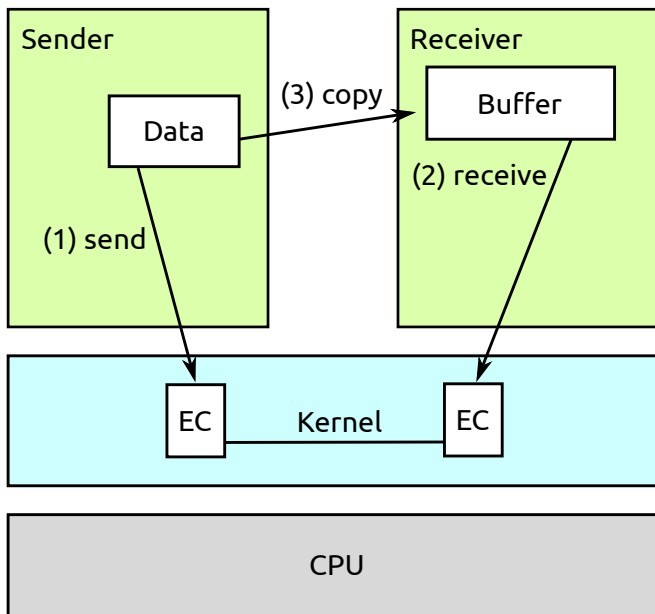 Sender
Receiver
Data
(3) copy
Buffer
(1) send
(2) receive
EC
Kernel
EC
CPU